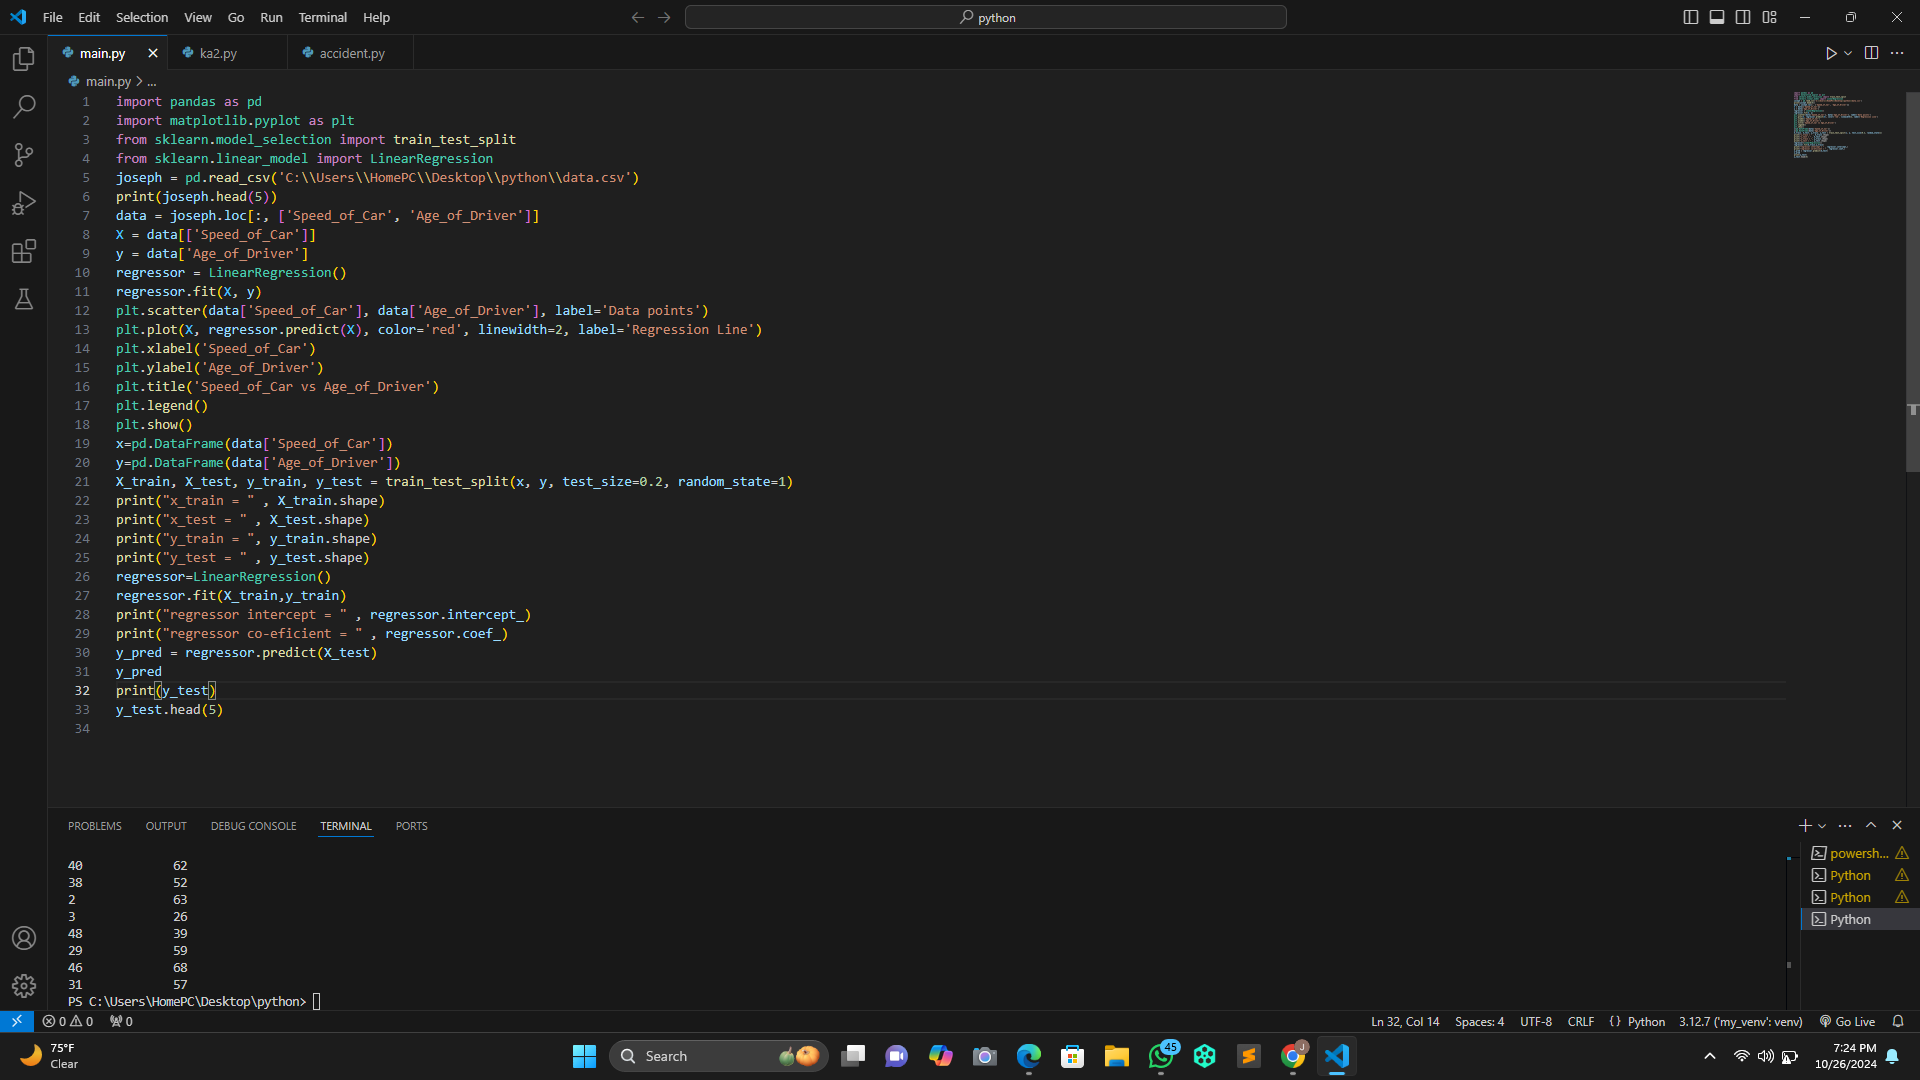 File Edit Selection View Go Run Terminal Help python
main.py ka2.py accident.py
main.py > ...
1 import pandas as pd
2 import matplotlib.pyplot as plt
3 from sklearn.model_selection import train_test_split
4 from sklearn.linear_model import LinearRegression
5 joseph = pd.read_csv('C:\\Users\\HomePC\\Desktop\\python\\data.csv')
6 print(joseph.head(5))
7 data = joseph.loc[:, ['Speed_of_Car', 'Age_of_Driver']]
8 X = data[['Speed_of_Car']]
9 y = data['Age_of_Driver']
10 regressor = LinearRegression()
11 regressor.fit(X, y)
12 plt.scatter(data['Speed_of_Car'], data['Age_of_Driver'], label='Data points')
13 plt.plot(X, regressor.predict(X), color='red', linewidth=2, label='Regression Line')
14 plt.xlabel('Speed_of_Car')
15 plt.ylabel('Age_of_Driver')
16 plt.title('Speed_of_Car vs Age_of_Driver')
17 plt.legend()
18 plt.show()
19 x=pd.DataFrame(data['Speed_of_Car'])
20 y=pd.DataFrame(data['Age_of_Driver'])
21 X_train, X_test, y_train, y_test = train_test_split(x, y, test_size=0.2, random_state=1)
22 print("x_train = " , X_train.shape)
23 print("x_test = " , X_test.shape)
24 print("y_train = ", y_train.shape)
25 print("y_test = " , y_test.shape)
26 regressor=LinearRegression()
27 regressor.fit(X_train,y_train)
28 print("regressor intercept = " , regressor.intercept_)
29 print("regressor co-eficient = " , regressor.coef_)
30 y_pred = regressor.predict(X_test)
31 y_pred
32 print(y_test)
33 y_test.head(5)
34
PROBLEMS OUTPUT DEBUG CONSOLE TERMINAL PORTS
40 62
38 52
2 63
3 26
48 39
29 59
46 68
31 57
PS C:\Users\HomePC\Desktop\python>
powersh...
Python
Python
Python
0 0 0 Ln 32, Col 14 Spaces: 4 UTF-8 CRLF {} Python 3.12.7 ('my_venv': venv) Go Live
75°F
Clear
Search
45
J
7:24 PM
10/26/2024